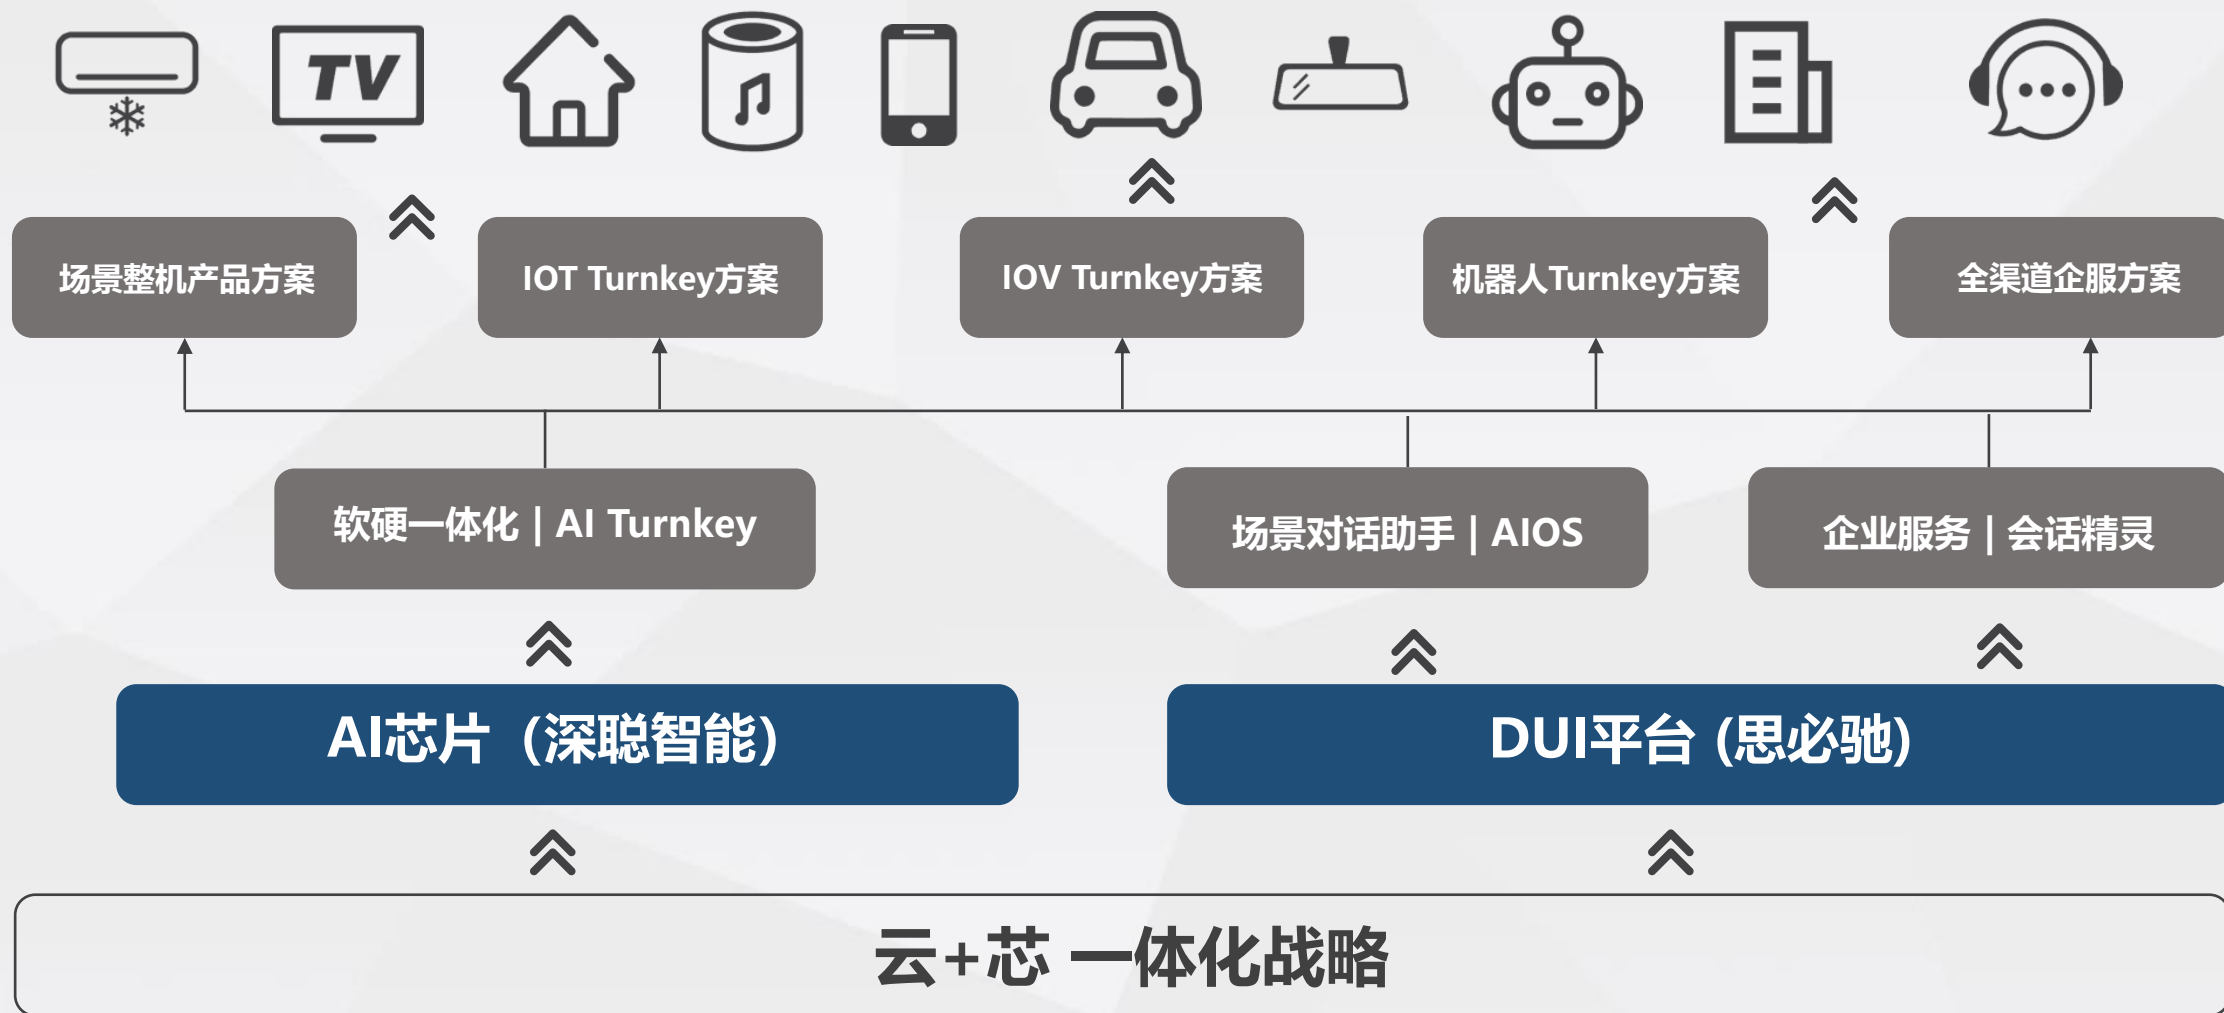 TV
场景整机产品方案
IOT Turnkey方案
IOV Turnkey方案
机器人Turnkey方案
全渠道企服方案
软硬一体化 | AI Turnkey
场景对话助手 | AIOS
企业服务 | 会话精灵
AI芯片（深聪智能）
DUI平台 (思必驰)
云+芯 一体化战略